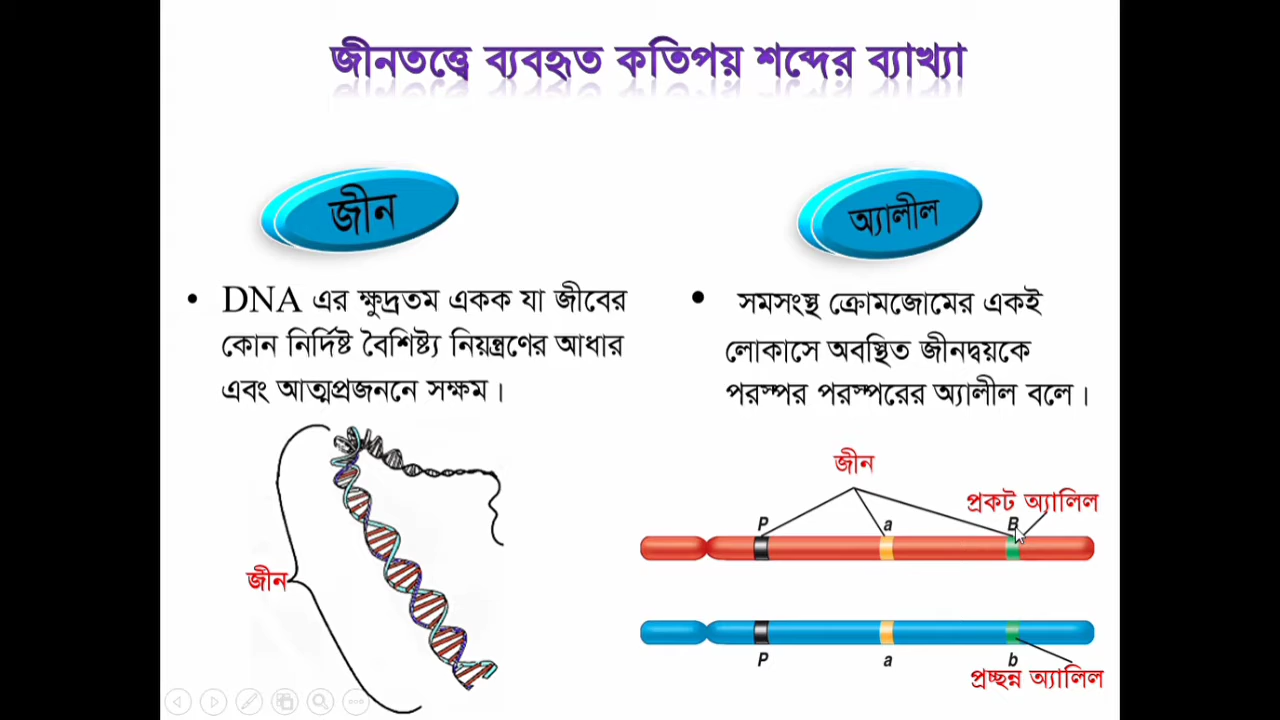 জীনতত্ত্বে ব্যবহৃত কতিপয় শব্দের ব্যাখ্যা
জীন
• DNA এর ক্ষুদ্রতম একক যা জীবের
কোন নির্দিষ্ট বৈশিষ্ট্য নিয়ন্ত্রণের আধার
এবং আত্মপ্রজননে সক্ষম।
জীন
অ্যালীল
• সমসংস্থ ক্রোমজোমের একই
লোকাসে অবস্থিত জীনদ্বয়কে
পরস্পর পরস্পরের অ্যালীল বলে।
জীন
প্রকট অ্যালিল
P a B
P a b
প্রচ্ছন্ন অ্যালিল